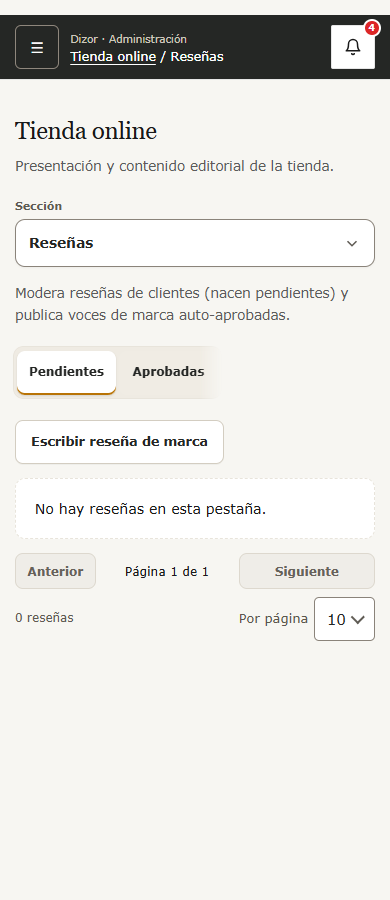 Dizor · Administración
Tienda online / Reseñas
4
Tienda online
Presentación y contenido editorial de la tienda.
Sección
Reseñas
Modera reseñas de clientes (nacen pendientes) y
publica voces de marca auto-aprobadas.
Pendientes
Aprobadas
Escribir reseña de marca
No hay reseñas en esta pestaña.
Anterior
Página 1 de 1
Siguiente
0 reseñas
Por página
10